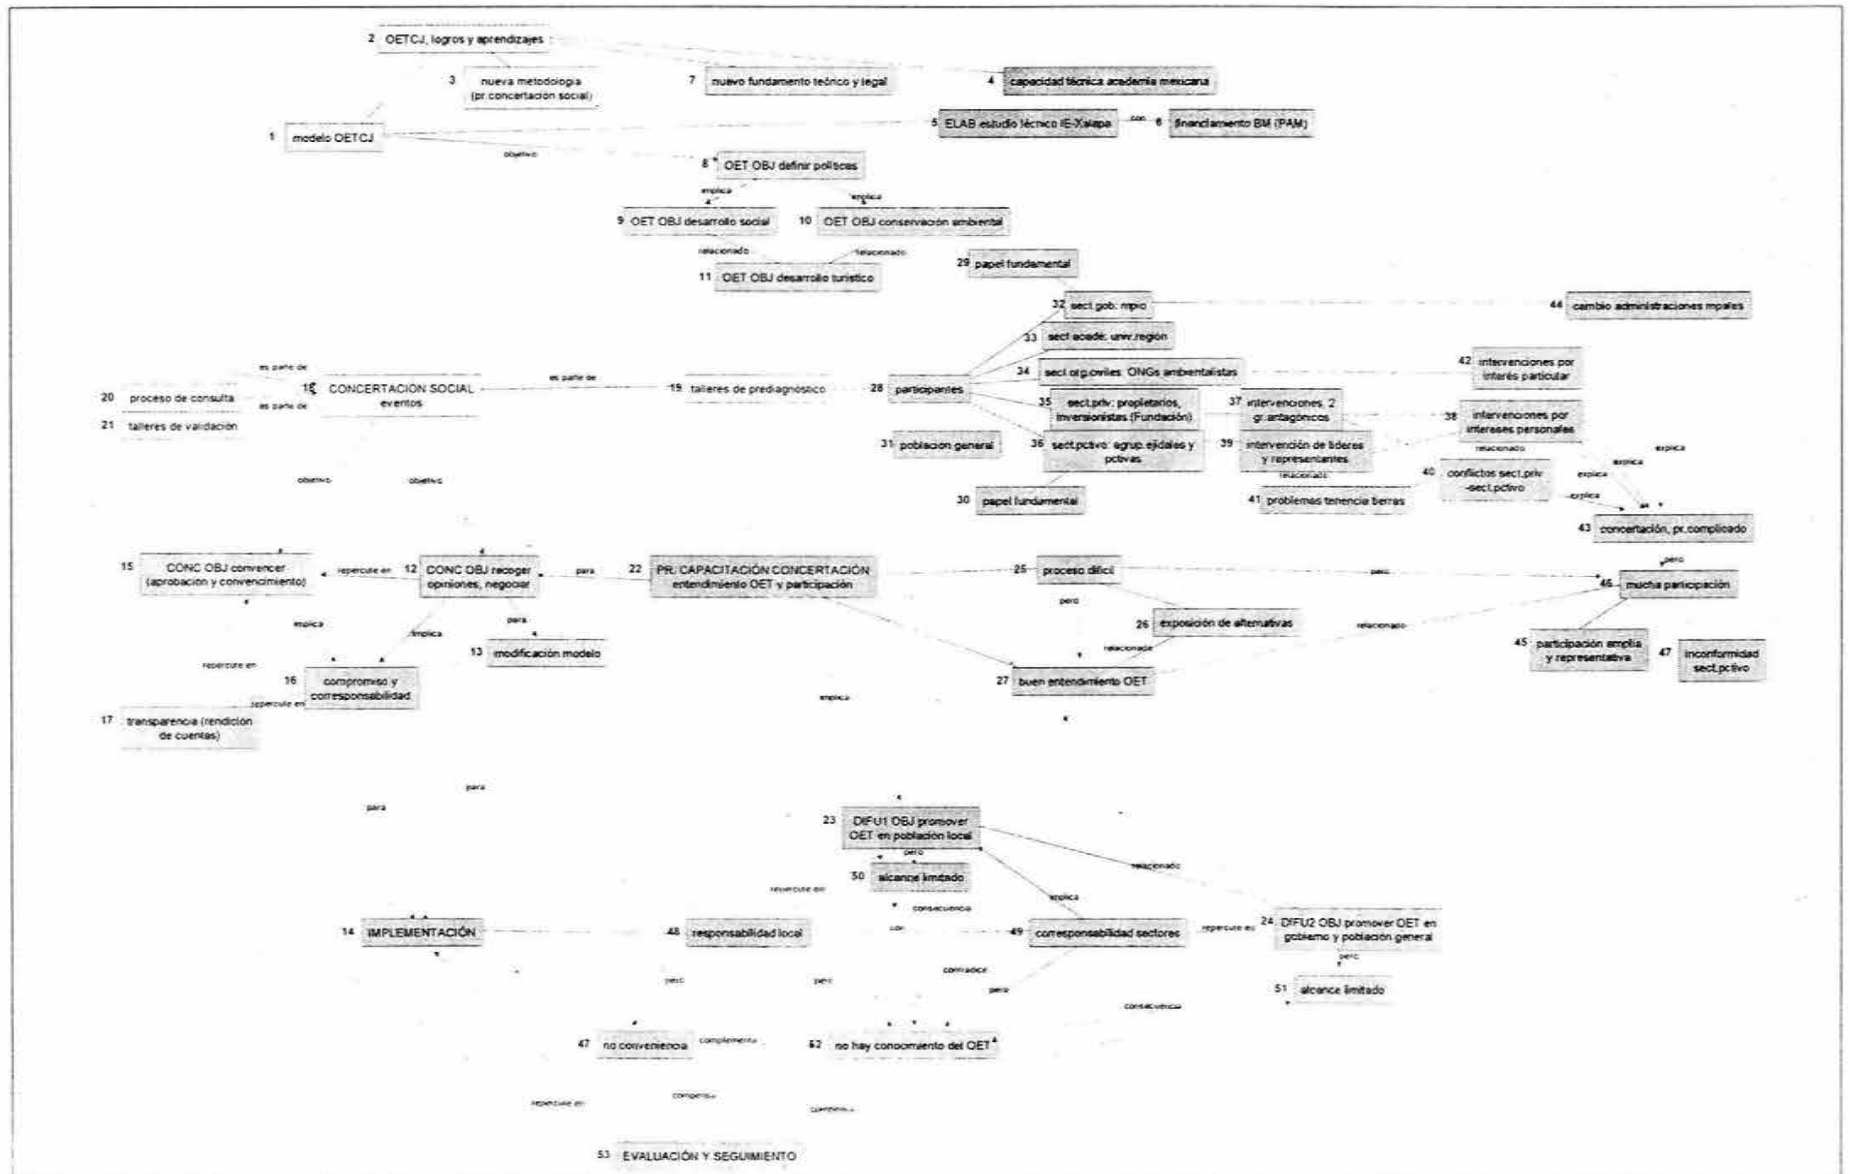 2 OETCJ, logros y aprendizajes
3 nueva metodología
(pr.concertación social)
7 nuevo fundamento teórico y legal
4 capacidad técnica academia mexicana
1 modelo OETCJ
5 ELAB estudio técnico IE-Xalapa
con
6 financiamiento BM (PAM)
objetivo
8 OET OBJ definir políticas
implica
implica
9 OET OBJ desarrollo social
10 OET OBJ conservación ambiental
relacionado
relacionado
11 OET OBJ desarrollo turístico
29 papel fundamental
32 sect.gob: mpio
44 cambio administraciones mpales
33 sect.acadé: univ.región
34 sect.org.civiles: ONGs ambientalistas
42 intervenciones por
interés particular
es parte de
18 CONCERTACIÓN SOCIAL
eventos
es parte de
19 talleres de prediagnóstico
28 participantes
20 proceso de consulta
es parte de
21 talleres de validación
35 sect.priv: propietarios,
inversionistas (Fundación)
37 intervenciones, 2
gr.antagónicos
38 intervenciones por
intereses personales
31 población general
36 sect.pctivo: agrup.ejidales y
pctivas
39 intervención de líderes
y representantes
relacionado
explica
explica
objetivo
objetivo
relacionado
40 conflictos sect.priv
-sect.pctivo
explica
explica
30 papel fundamental
41 problemas tenencia tierras
43 concertación, pr.complicado
15 CONC OBJ convencer
(aprobación y convencimiento)
repercute en
12 CONC OBJ recoger
opiniones, negociar
para
22 PR. CAPACITACIÓN CONCERTACIÓN
entendimiento OET y participación
25 proceso difícil
pero
pero
46 mucha participación
pero
implica
implica
para
26 exposición de alternativas
relacionado
13 modificación modelo
relacionado
45 participación amplia
y representativa
47 inconformidad
sect.pctivo
repercute en
16 compromiso y
corresponsabilidad
27 buen entendimiento OET
repercute en
implica
17 transparencia (rendición
de cuentas)
para
para
23 DIFU1 OBJ promover
OET en población local
pero
relacionado
50 alcance limitado
repercute en
consecuencia
implica
14 IMPLEMENTACIÓN
48 responsabilidad local
con
49 corresponsabilidad sectores
repercute en
24 DIFU2 OBJ promover OET en
gobierno y población general
contradice
pero
pero
pero
pero
51 alcance limitado
consecuencia
47 no conveniencia
complementa
52 no hay conocimiento del OET
repercute en
compensa
compensa
53 EVALUACIÓN Y SEGUIMIENTO